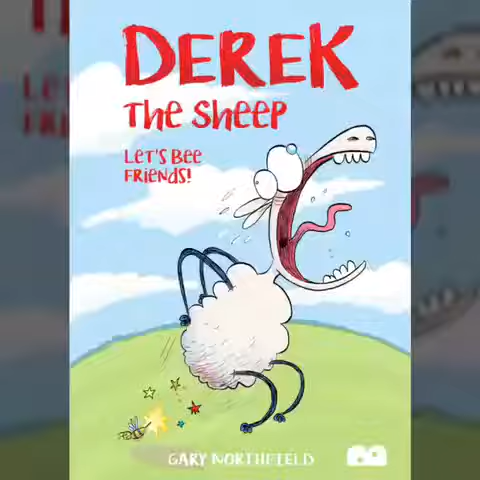 DEREK
The Sheep
LET'S BEE
FRIENDS!
GARY NORTHFIELD